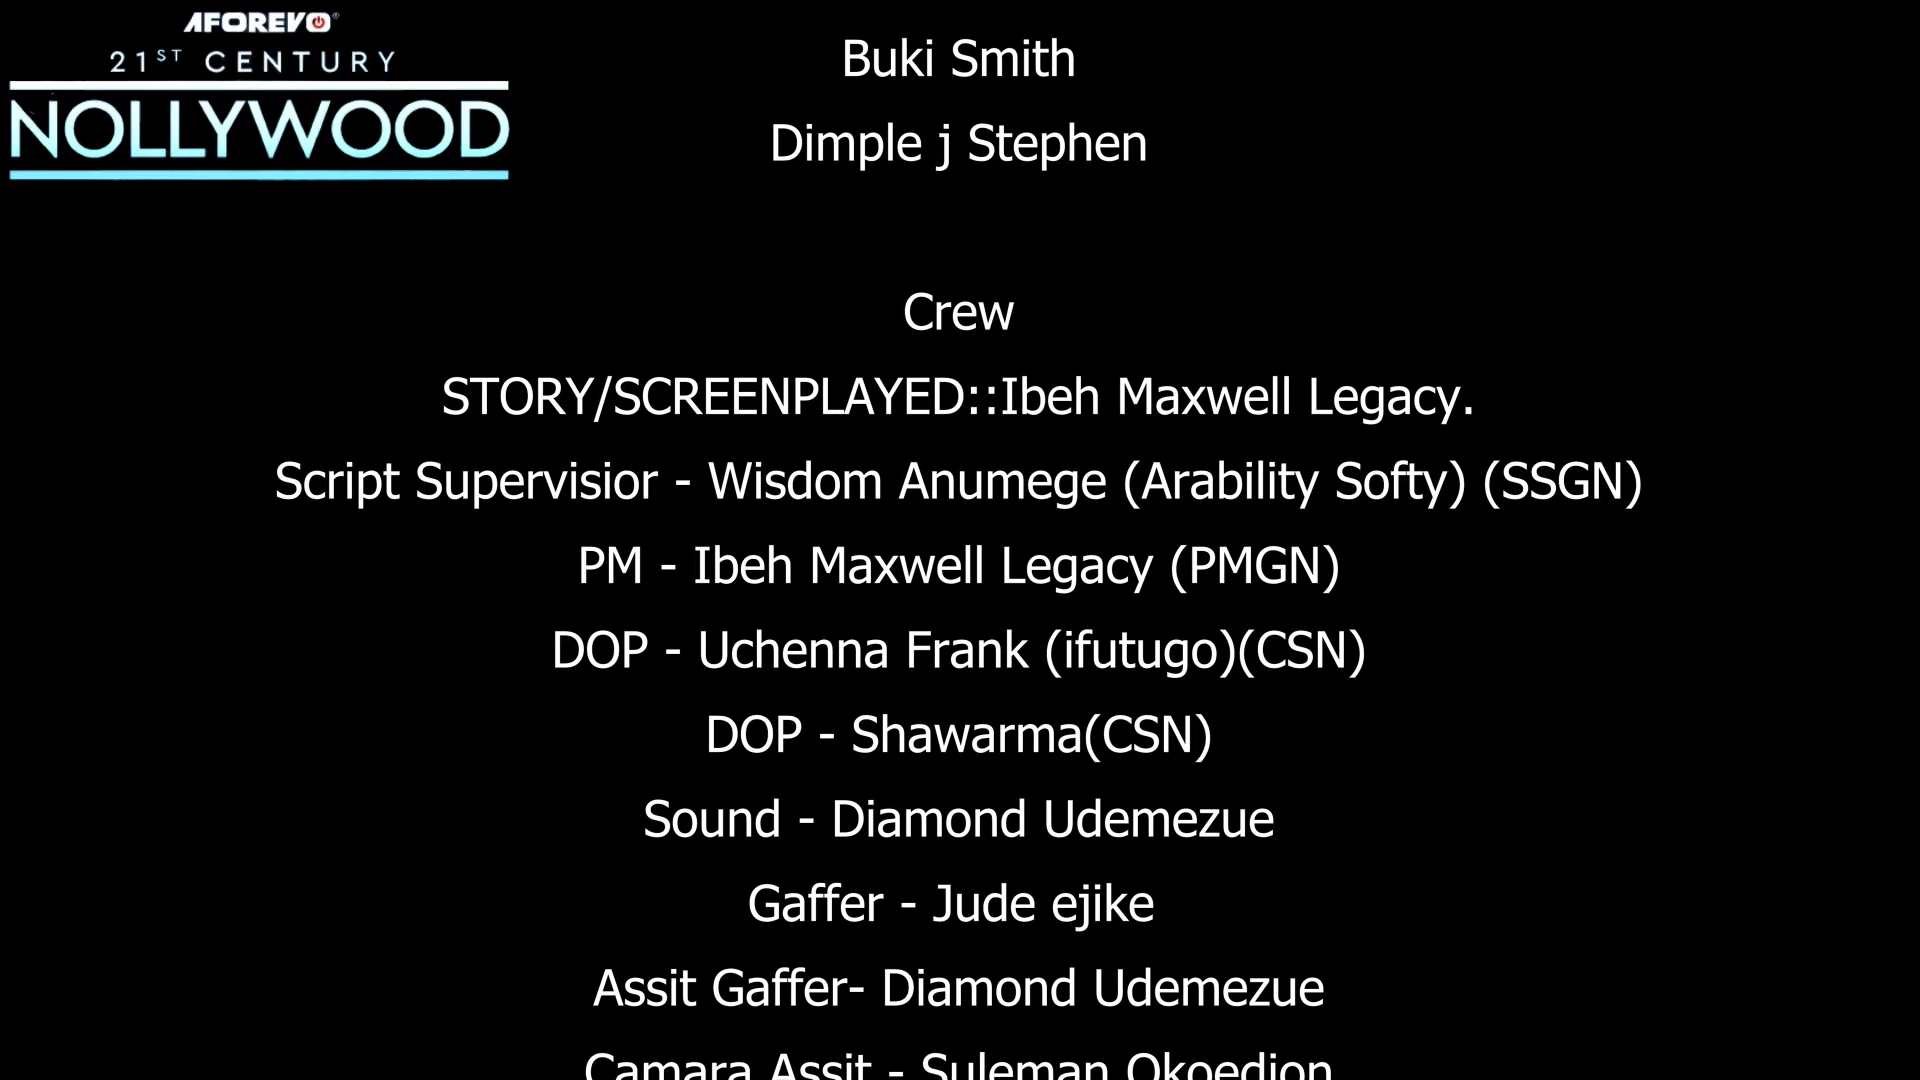 AFOREVO
21ST CENTURY
NOLLYWOOD
Buki Smith
Dimple j Stephen
Crew
STORY/SCREENPLAYED::Ibeh Maxwell Legacy.
Script Supervisior - Wisdom Anumege (Arability Softy) (SSGN)
PM - Ibeh Maxwell Legacy (PMGN)
DOP - Uchenna Frank (ifutugo)(CSN)
DOP - Shawarma(CSN)
Sound - Diamond Udemezue
Gaffer - Jude ejike
Assit Gaffer- Diamond Udemezue
Camara Assit - Suleman Okoedion